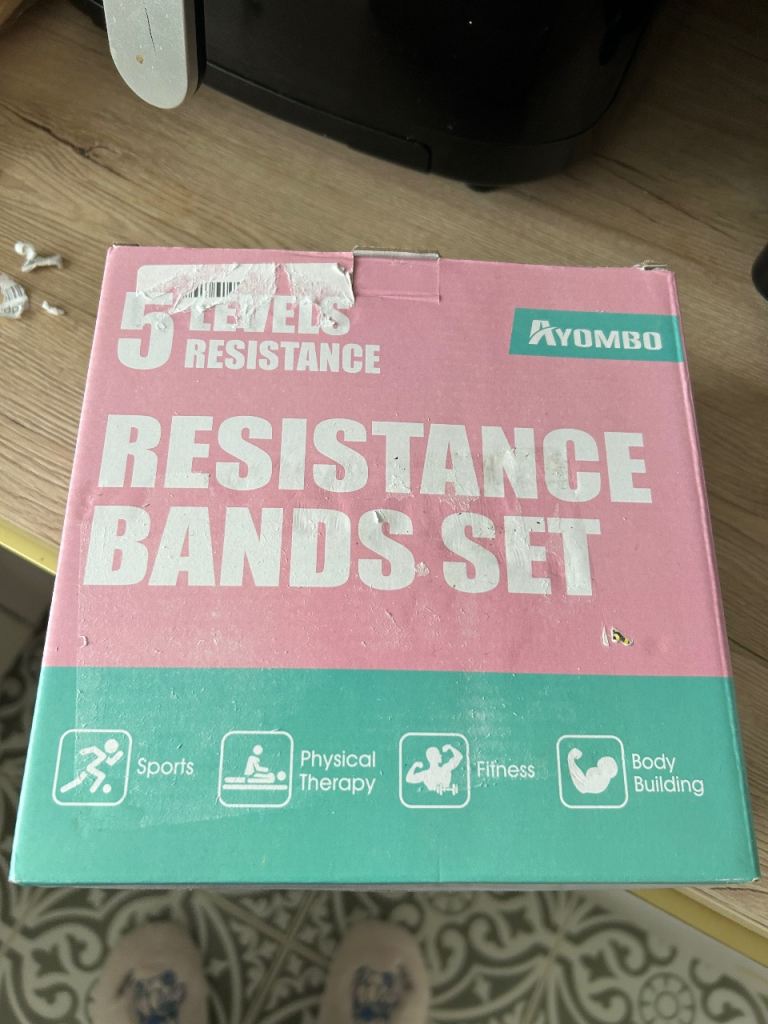 5 LEVELS
RESISTANCE
AYOMBO
RESISTANCE
BANDS SET
Sports
Physical
Therapy
Fitness
Body
Building